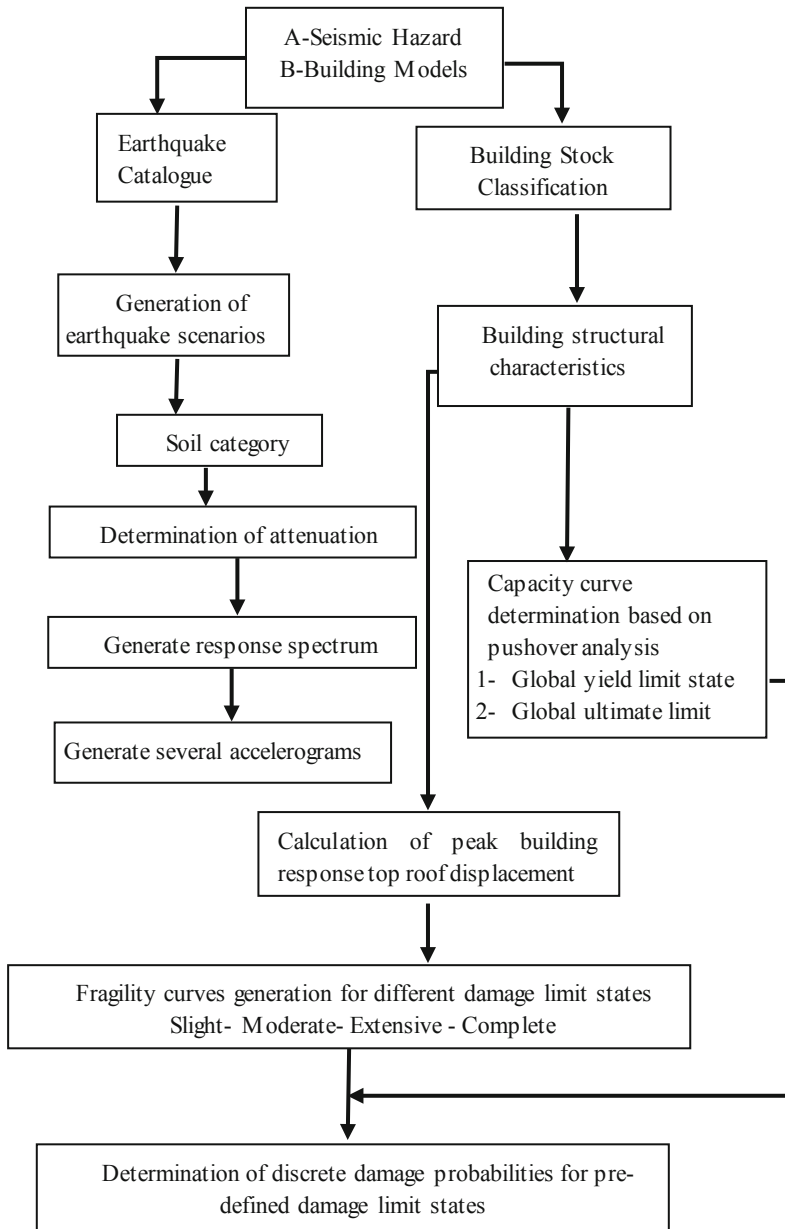 A-Seismic Hazard
B-Building Models
Earthquake
Catalogue
Building Stock
Classification
Generation of
earthquake scenarios
Building structural
characteristics
Soil category
Determination of attenuation
Capacity curve
determination based on
pushover analysis
1- Global yield limit state
2- Global ultimate limit
Generate response spectrum
Generate several accelerograms
Calculation of peak building
response top roof displacement
Fragility curves generation for different damage limit states
Slight- Moderate- Extensive - Complete
Determination of discrete damage probabilities for pre-
defined damage limit states